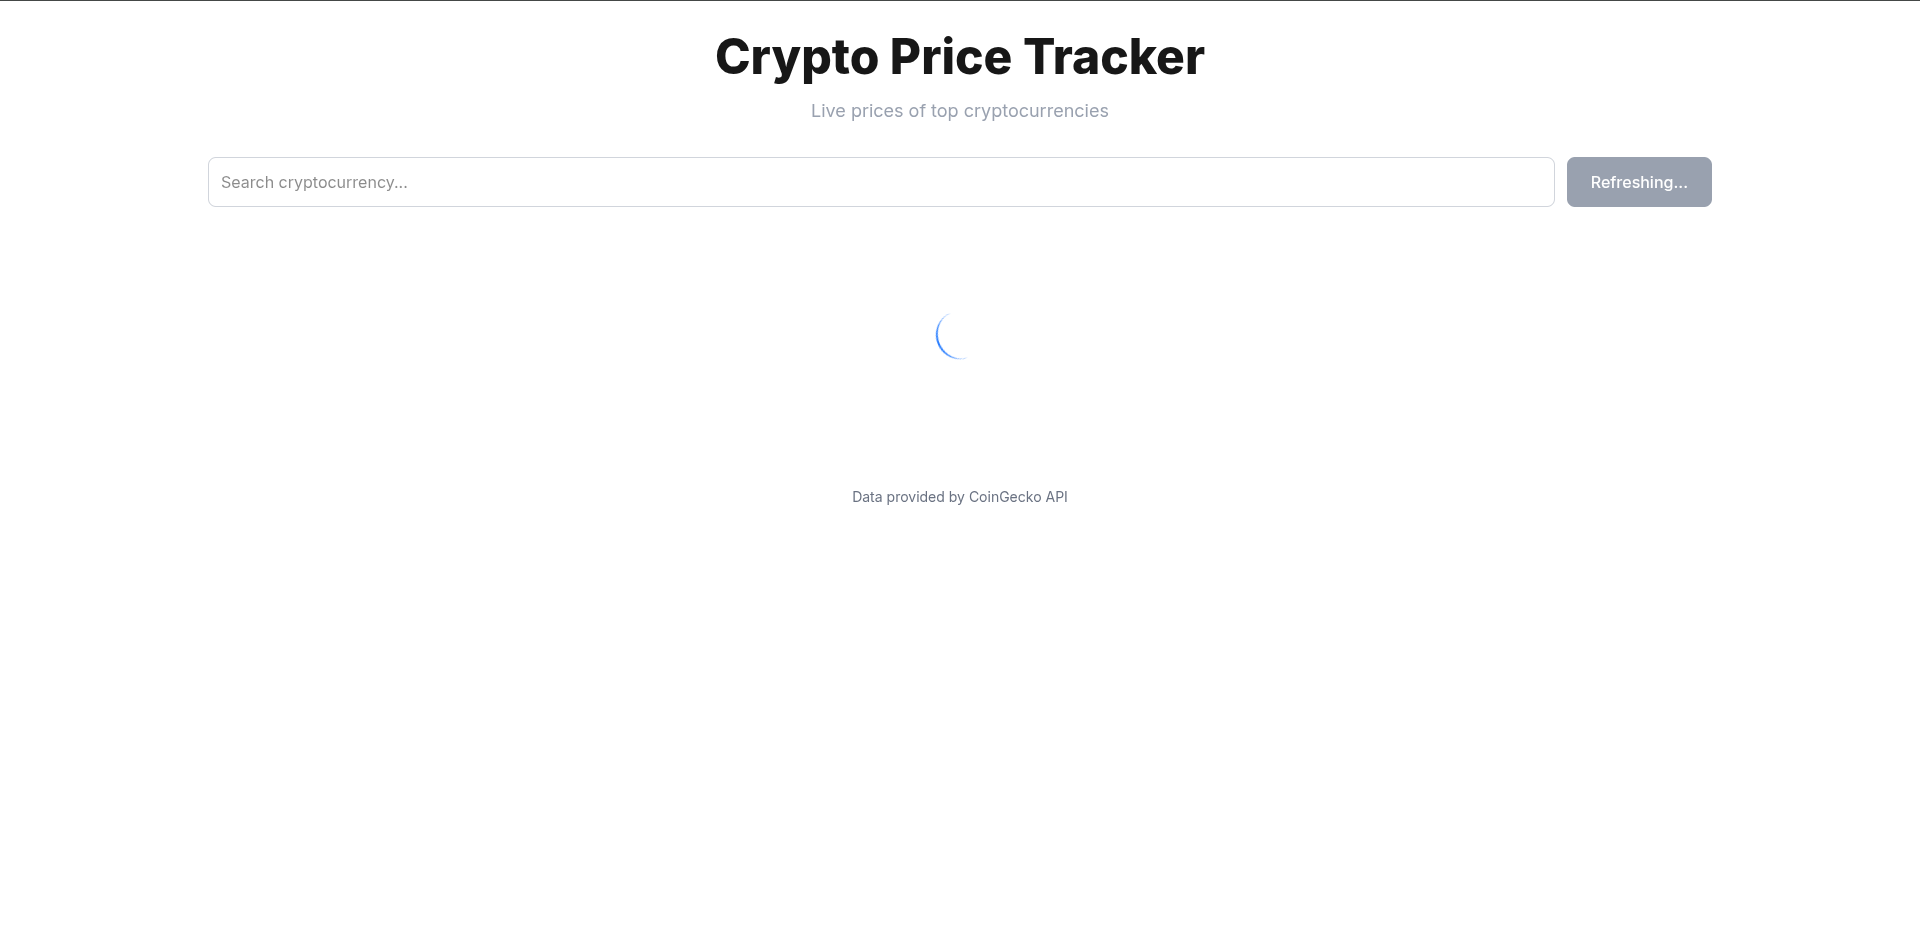 Crypto Price Tracker
Live prices of top cryptocurrencies
Search cryptocurrency...
Refreshing...
Data provided by CoinGecko API